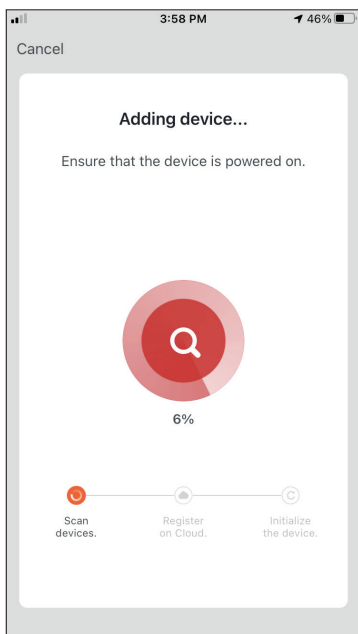 3:58 PM
46%
Cancel
Adding device...
Ensure that the device is powered on.
6%
Scan
devices.
Register
on Cloud.
Initialize
the device.